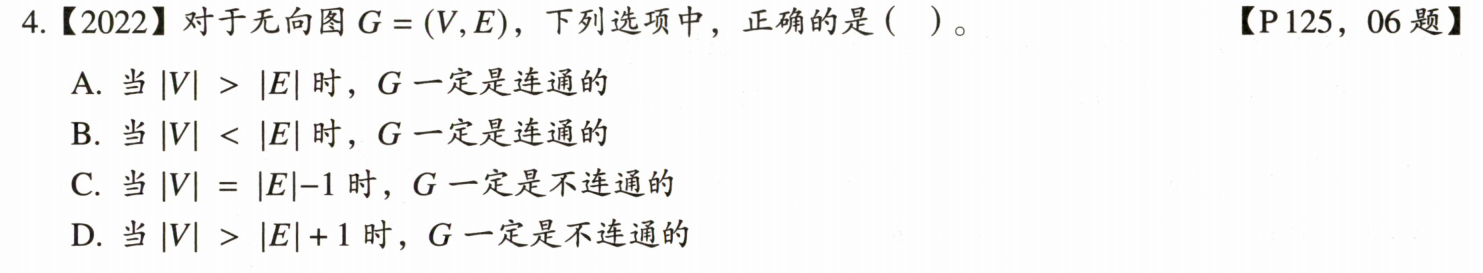 4.【2022】对于无向图 G = (V, E)，下列选项中，正确的是（　）。【P 125，06 题】
A. 当 |V| > |E| 时，G 一定是连通的
B. 当 |V| < |E| 时，G 一定是连通的
C. 当 |V| = |E|−1 时，G 一定是不连通的
D. 当 |V| > |E| + 1 时，G 一定是不连通的